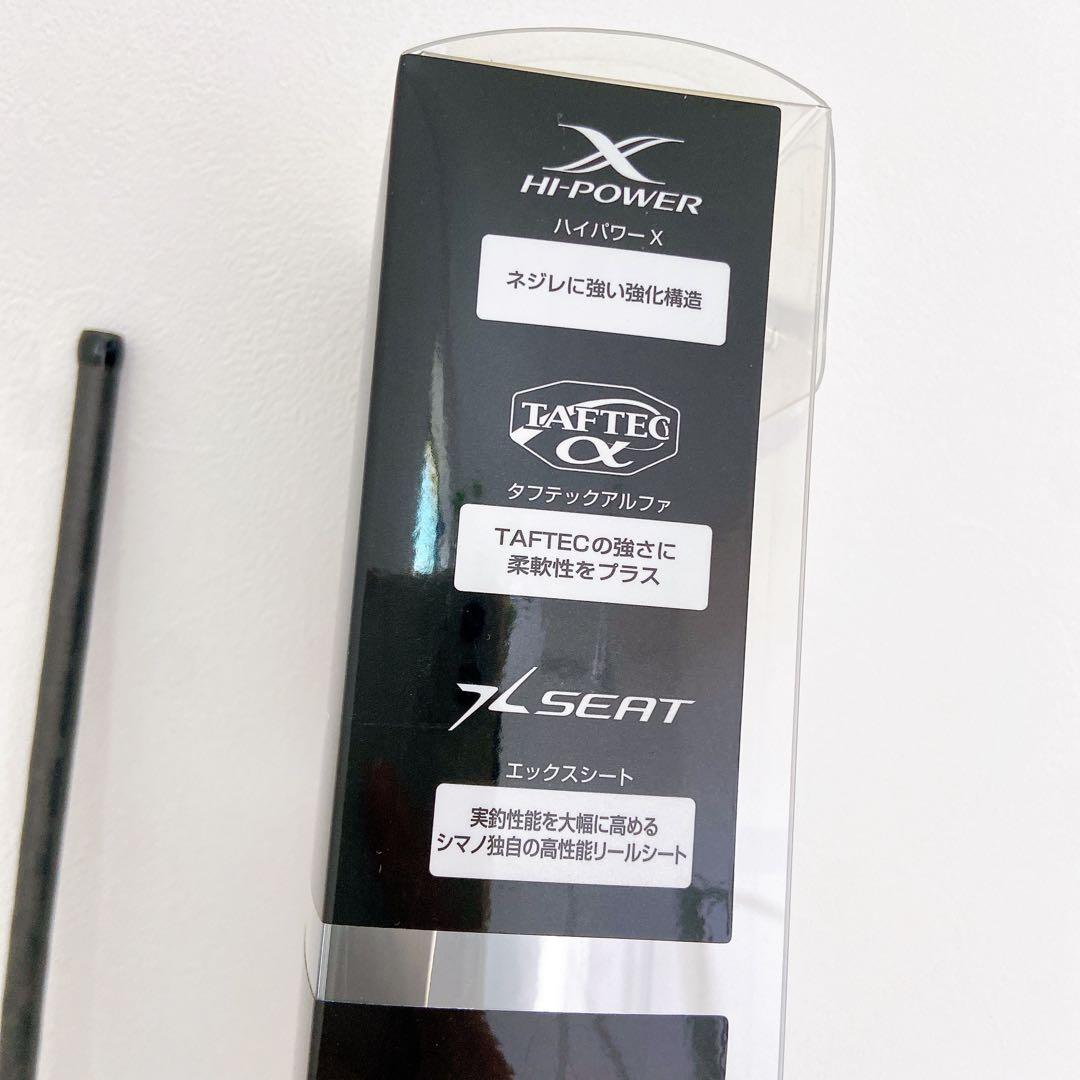 X
HI-POWER
ハイパワーX
ネジレに強い強化構造
TAFTEC
α
タフテックアルファ
TAFTECの強さに
柔軟性をプラス
X SEAT
エックスシート
実釣性能を大幅に高める
シマノ独自の高性能リールシート